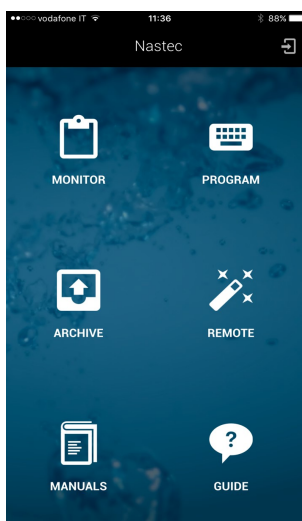 vodafone IT 11:36 88%
Nastec
MONITOR PROGRAM
ARCHIVE REMOTE
MANUALS GUIDE
?